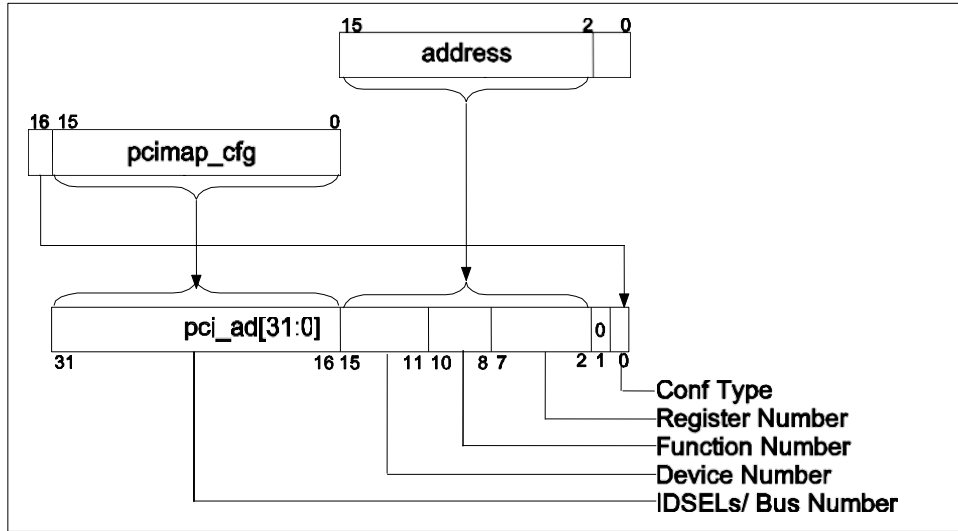 15 2 0
address
16 15 0
pcimap_cfg
pci_ad[31:0] 0
31 16 15 11 10 8 7 2 1 0
Conf Type
Register Number
Function Number
Device Number
IDSELs/ Bus Number